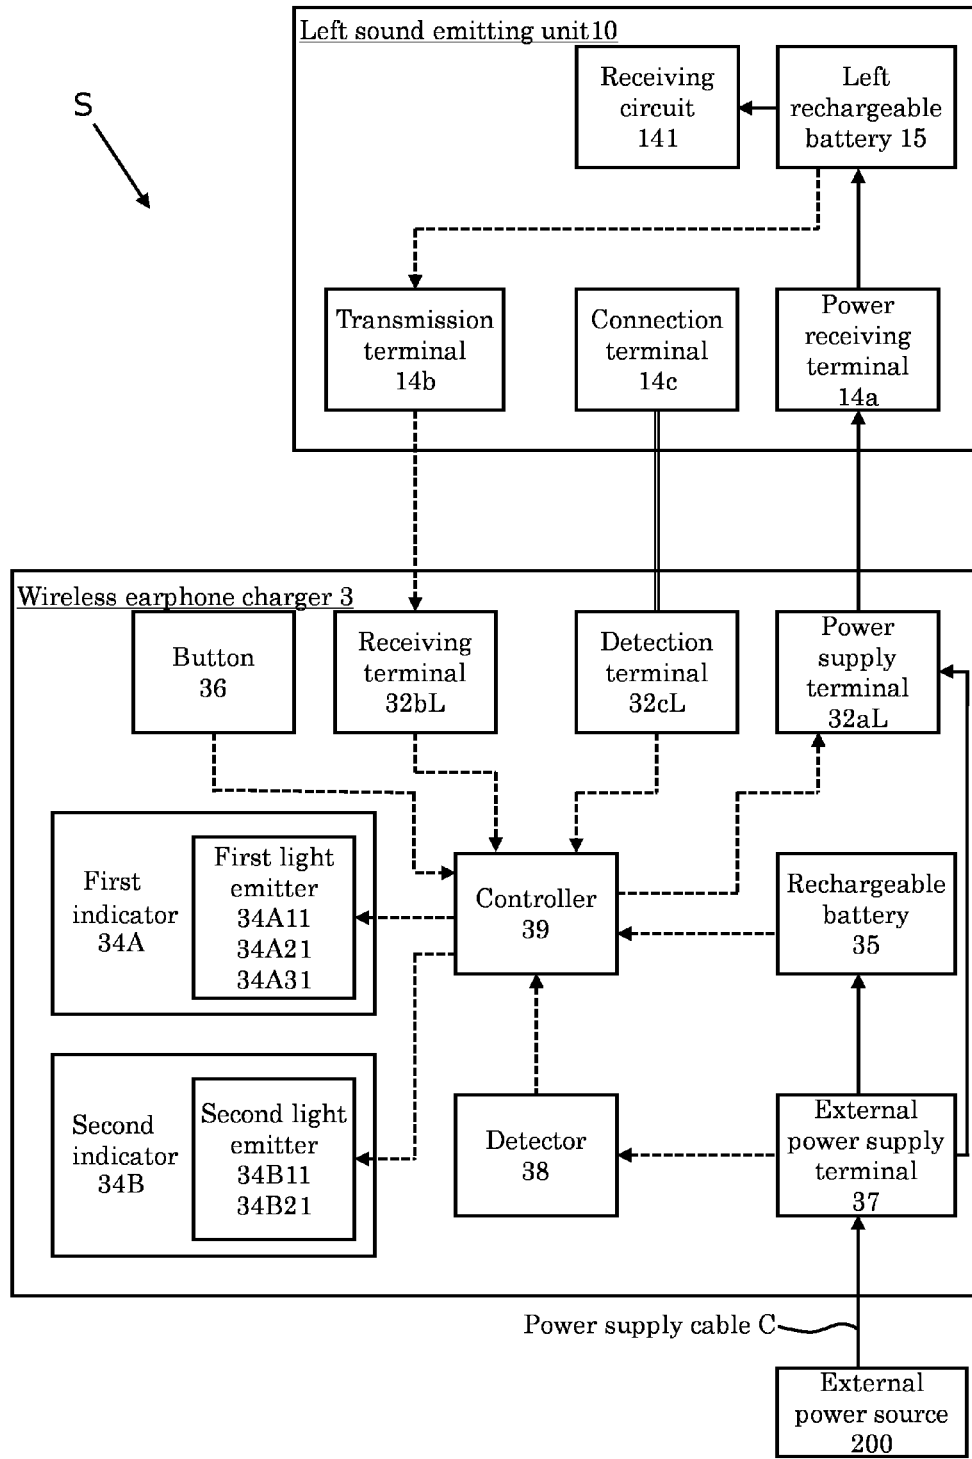 Left sound emitting unit10
S
Receiving
circuit
141
Left
rechargeable
battery 15
Transmission
terminal
14b
Connection
terminal
14c
Power
receiving
terminal
14a
Wireless earphone charger 3
Button
36
Receiving
terminal
32bL
Detection
terminal
32cL
Power
supply
terminal
32aL
First
indicator
34A
First light
emitter
34A11
34A21
34A31
Controller
39
Rechargeable
battery
35
Second
indicator
34B
Second light
emitter
34B11
34B21
Detector
38
External
power supply
terminal
37
Power supply cable C
External
power source
200